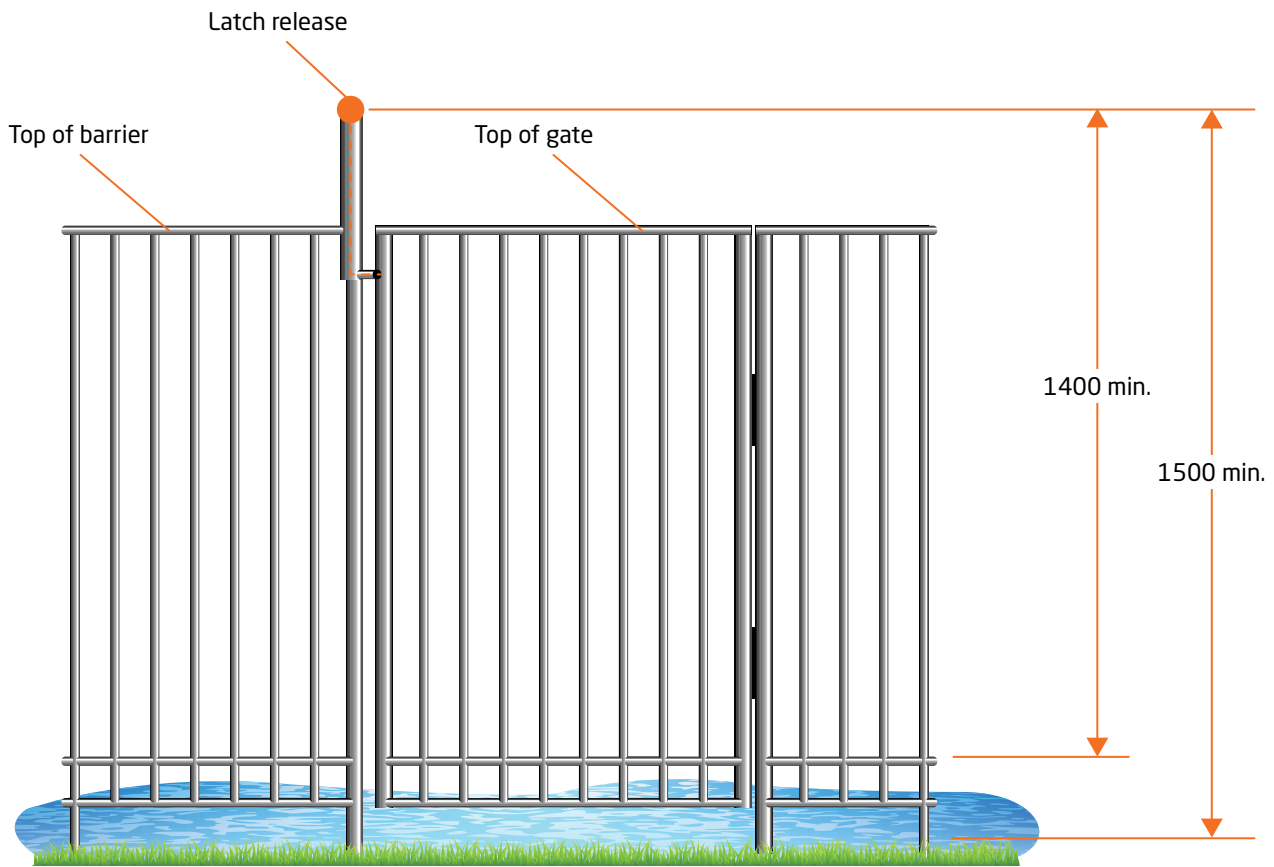 Latch release
Top of barrier
Top of gate
1400 min.
1500 min.